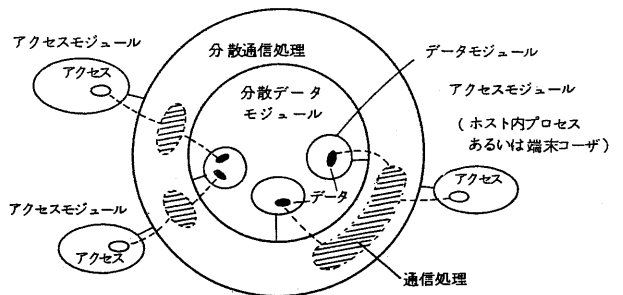 アクセスモジュール
アクセス
分散通信処理
データモジュール
アクセスモジュール
(ホスト内プロセス
あるいは端末コーザ)
アクセス
分散データ
モジュール
データ
アクセスモジュール
アクセス
通信処理